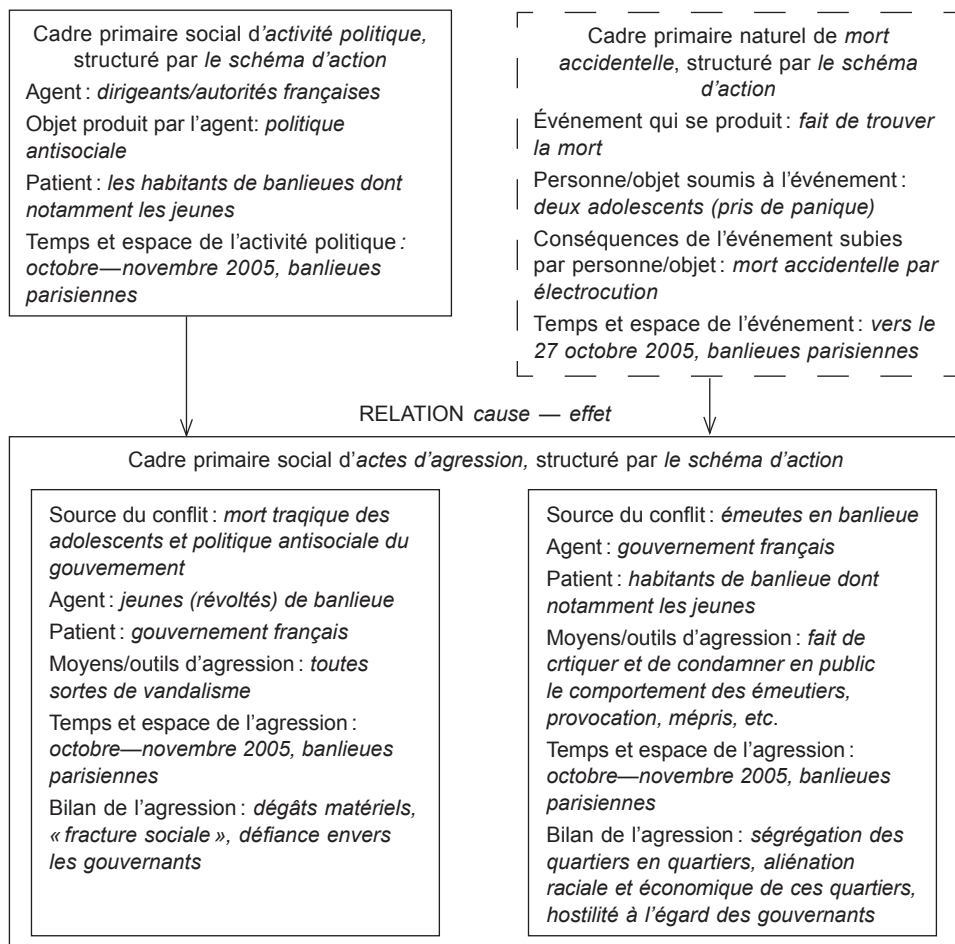 Cadre primaire social d'activité politique,
structuré par le schéma d'action
Agent : dirigeants/autorités françaises
Objet produit par l'agent: politique
antisociale
Patient : les habitants de banlieues dont
notamment les jeunes
Temps et espace de l'activité politique :
octobre—novembre 2005, banlieues
parisiennes
Cadre primaire naturel de mort
accidentelle, structuré par le schéma
d'action
Événement qui se produit : fait de trouver
la mort
Personne/objet soumis à l'événement :
deux adolescents (pris de panique)
Conséquences de l'événement subies
par personne/objet : mort accidentelle par
électrocution
Temps et espace de l'événement : vers le
27 octobre 2005, banlieues parisiennes
RELATION cause — effet
Cadre primaire social d'actes d'agression, structuré par le schéma d'action
Source du conflit : mort traqique des
adolescents et politique antisociale du
gouvemement
Agent : jeunes (révoltés) de banlieue
Patient : gouvernement français
Moyens/outils d'agression : toutes
sortes de vandalisme
Temps et espace de l'agression :
octobre—novembre 2005, banlieues
parisiennes
Bilan de l'agression : dégâts matériels,
« fracture sociale », défiance envers
les gouvernants
Source du conflit : émeutes en banlieue
Agent : gouvernement français
Patient : habitants de banlieue dont
notamment les jeunes
Moyens/outils d'agression : fait de
crtiquer et de condamner en public
le comportement des émeutiers,
provocation, mépris, etc.
Temps et espace de l'agression :
octobre—novembre 2005, banlieues
parisiennes
Bilan de l'agression : ségrégation des
quartiers en quartiers, aliénation
raciale et économique de ces quartiers,
hostilité à l'égard des gouvernants